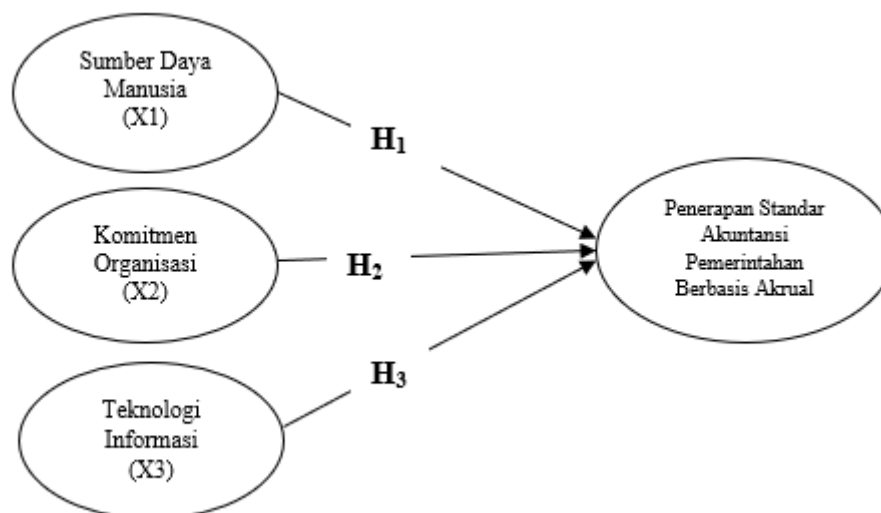 Sumber Daya
Manusia
(X1)
H₁
Komitmen
Organisasi
(X2)
H₂
Teknologi
Informasi
(X3)
H₃
Penerapan Standar
Akuntansi
Pemerintahan
Berbasis Akrual